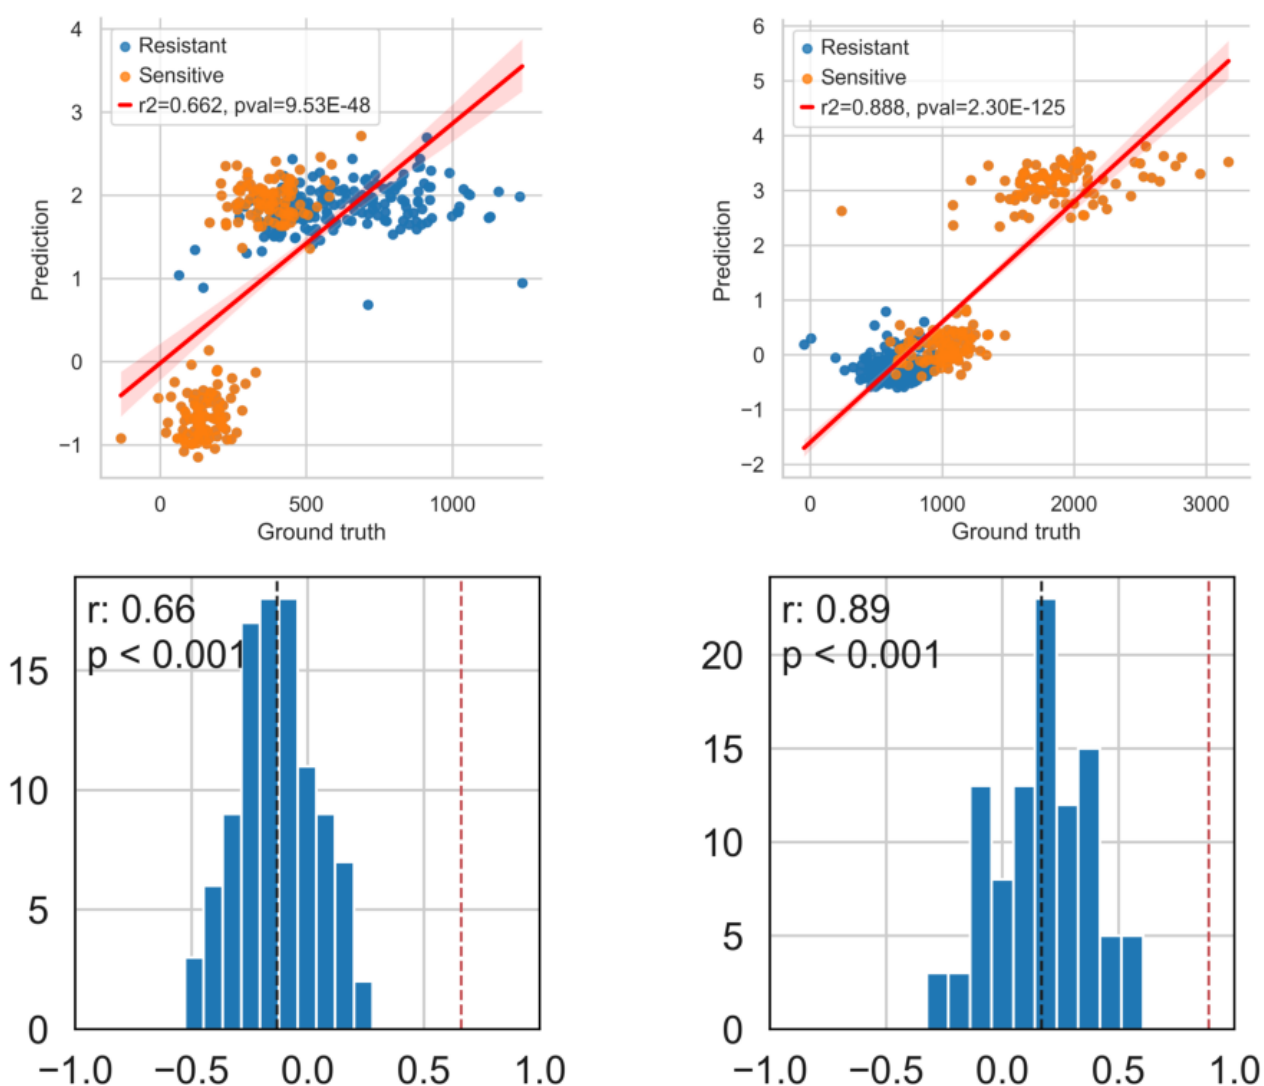 4
3
2
1
0
−1
Prediction
Resistant
Sensitive
r2=0.662, pval=9.53E-48
0
500
1000
Ground truth
6
5
4
3
2
1
0
−1
−2
Prediction
Resistant
Sensitive
r2=0.888, pval=2.30E-125
0
1000
2000
3000
Ground truth
r: 0.66
p < 0.001
15
10
5
0
−1.0
−0.5
0.0
0.5
1.0
r: 0.89
p < 0.001
20
15
10
5
0
−1.0
−0.5
0.0
0.5
1.0